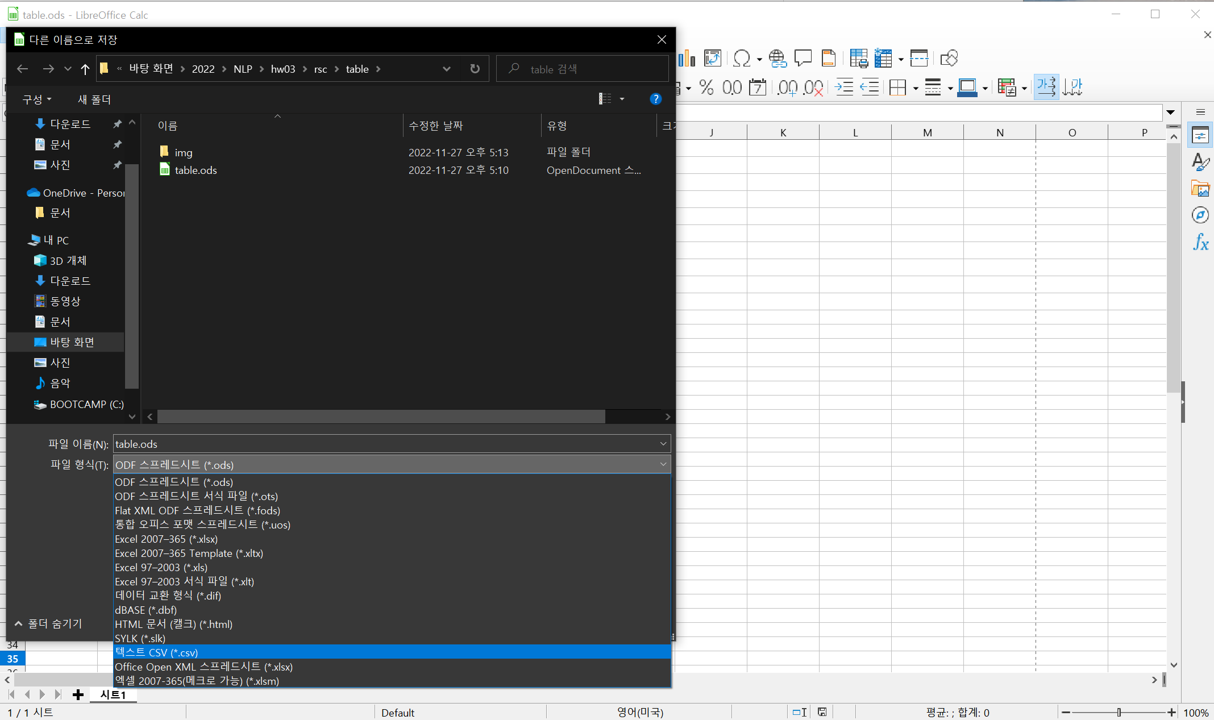 table.ods - LibreOffice Calc
다른 이름으로 저장
« 바탕 화면 > 2022 > NLP > hw03 > rsc > table >
table 검색
구성
새 폴더
이름
수정한 날짜
유형
크기
다운로드
문서
사진
OneDrive - Person
문서
내 PC
3D 개체
다운로드
동영상
문서
바탕 화면
사진
음악
BOOTCAMP (C:)
img
2022-11-27 오후 5:13
파일 폴더
table.ods
2022-11-27 오후 5:10
OpenDocument 스...
파일 이름(N):
table.ods
파일 형식(T):
ODF 스프레드시트 (*.ods)
ODF 스프레드시트 (*.ods)
ODF 스프레드시트 서식 파일 (*.ots)
Flat XML ODF 스프레드시트 (*.fods)
통합 오피스 포맷 스프레드시트 (*.uos)
Excel 2007–365 (*.xlsx)
Excel 2007–365 Template (*.xltx)
Excel 97–2003 (*.xls)
Excel 97–2003 서식 파일 (*.xlt)
데이터 교환 형식 (*.dif)
dBASE (*.dbf)
HTML 문서 (캘크) (*.html)
SYLK (*.slk)
텍스트 CSV (*.csv)
Office Open XML 스프레드시트 (*.xlsx)
엑셀 2007-365(메크로 가능) (*.xlsm)
폴더 숨기기
% 0.0 7 .00 .00
가 가
J K L M N O P
fx
34
35
36
시트1
1 / 1 시트
Default
영어(미국)
평균: ; 합계: 0
100%